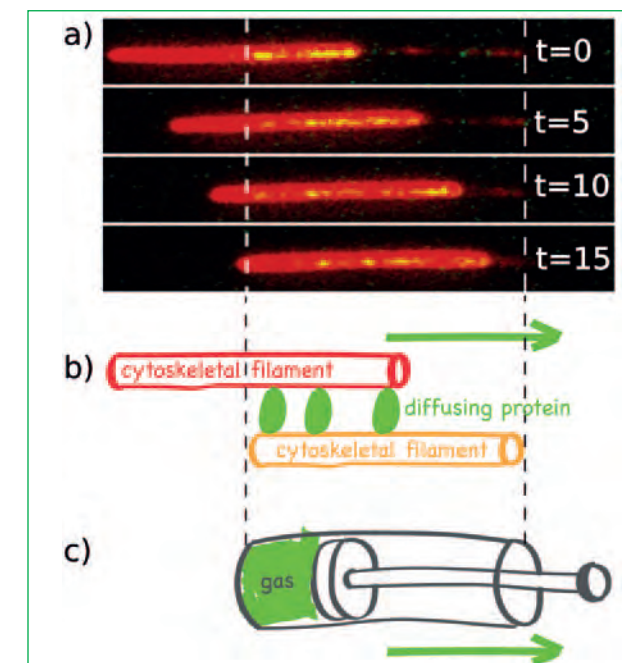 a)
t=0
t=5
t=10
t=15
b)
cytoskeletal filament
diffusing protein
cytoskeletal filament
c)
gas